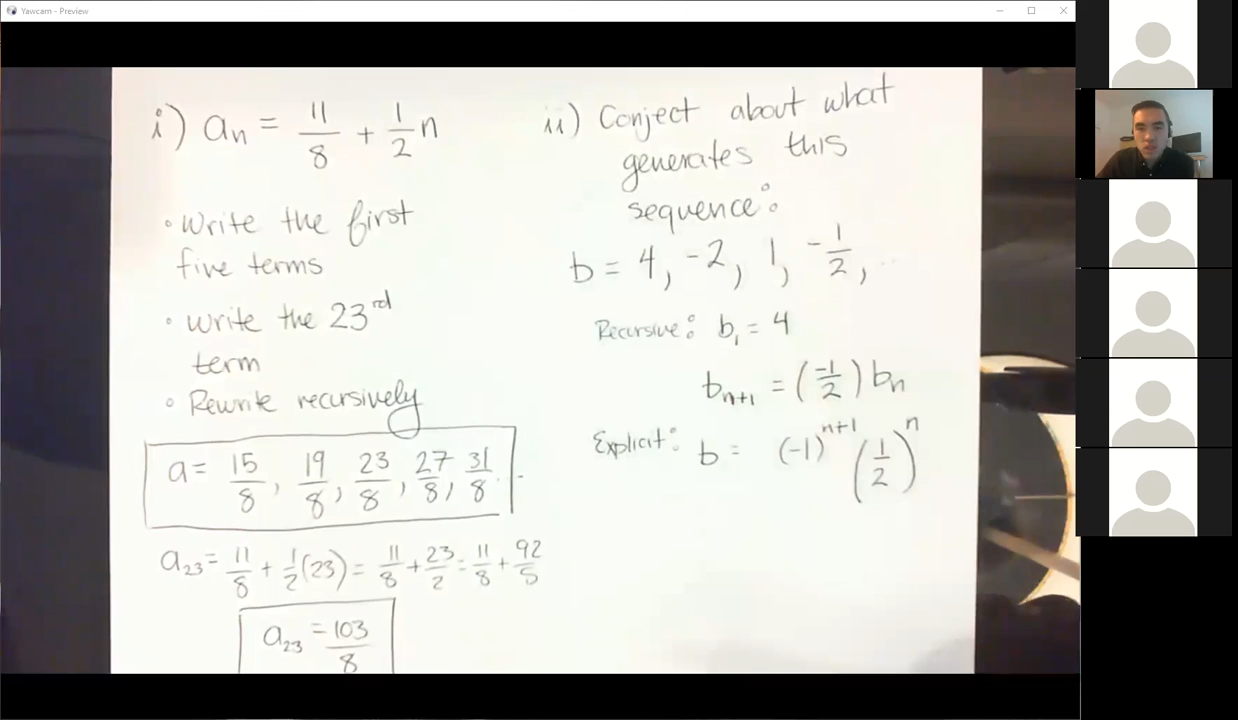 Yawcam - Preview
i) aₙ = 11/8 + 1/2 n
• Write the first
five terms
• Write the 23rd
term
• Rewrite recursively
a = 15/8, 19/8, 23/8, 27/8, 31/8 .
a₂₃ = 11/8 + 1/2 (23) = 11/8 + 23/2 = 11/8 + 92/5
a₂₃ = 103/8
ii) Conject about what
generates this
sequence:
b = 4, -2, 1, -1/2, ...
Recursive: b₁ = 4
bₙ₊₁ = (-1/2) bₙ
Explicit: b = (-1)ⁿ⁺¹ (1/2)ⁿ